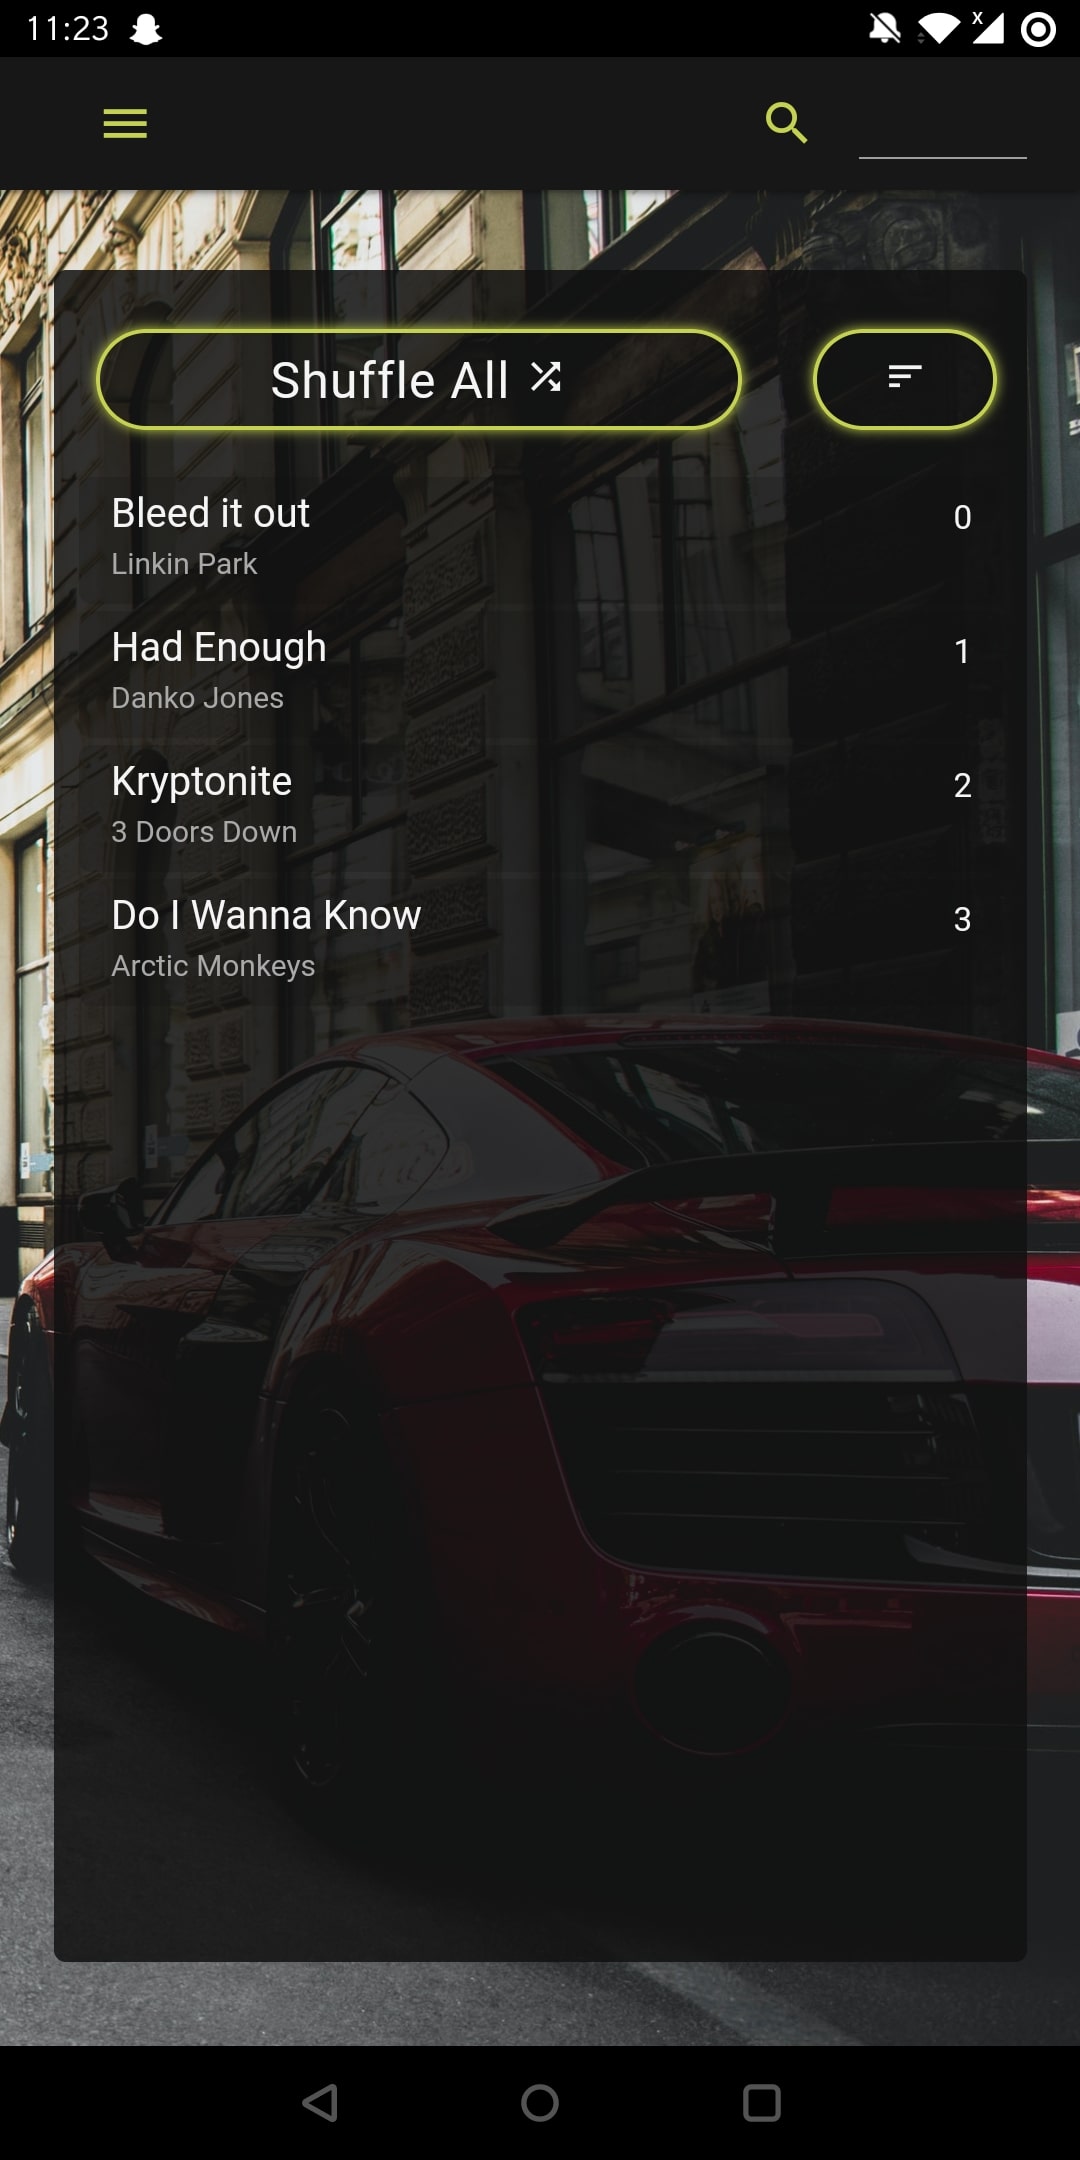 11:23
Shuffle All
Bleed it out
0
Linkin Park
Had Enough
1
Danko Jones
Kryptonite
2
3 Doors Down
Do I Wanna Know
3
Arctic Monkeys